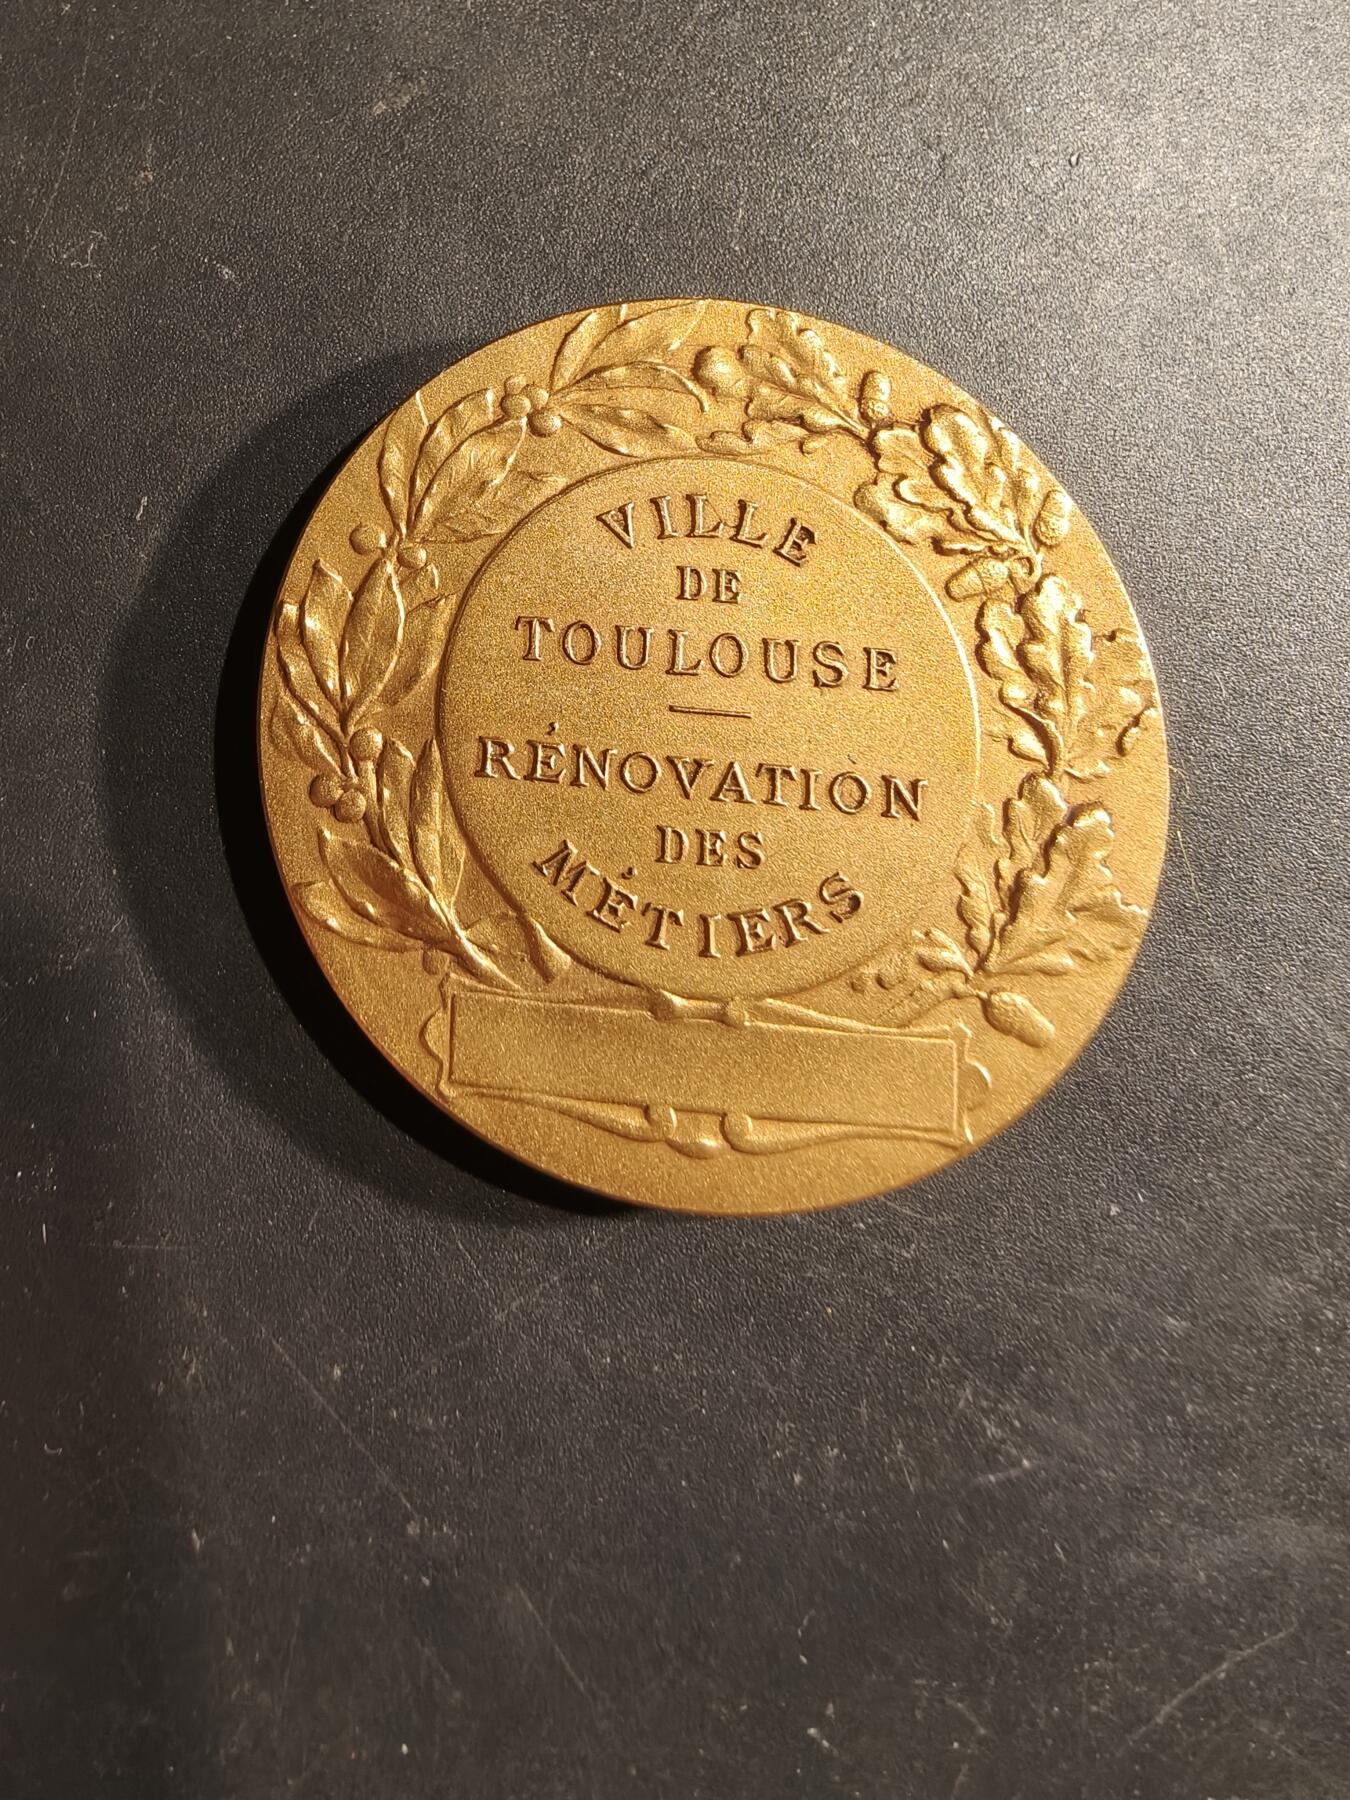 VILLE
DE
TOULOUSE
RÉNOVATION
DES
MÉTIERS